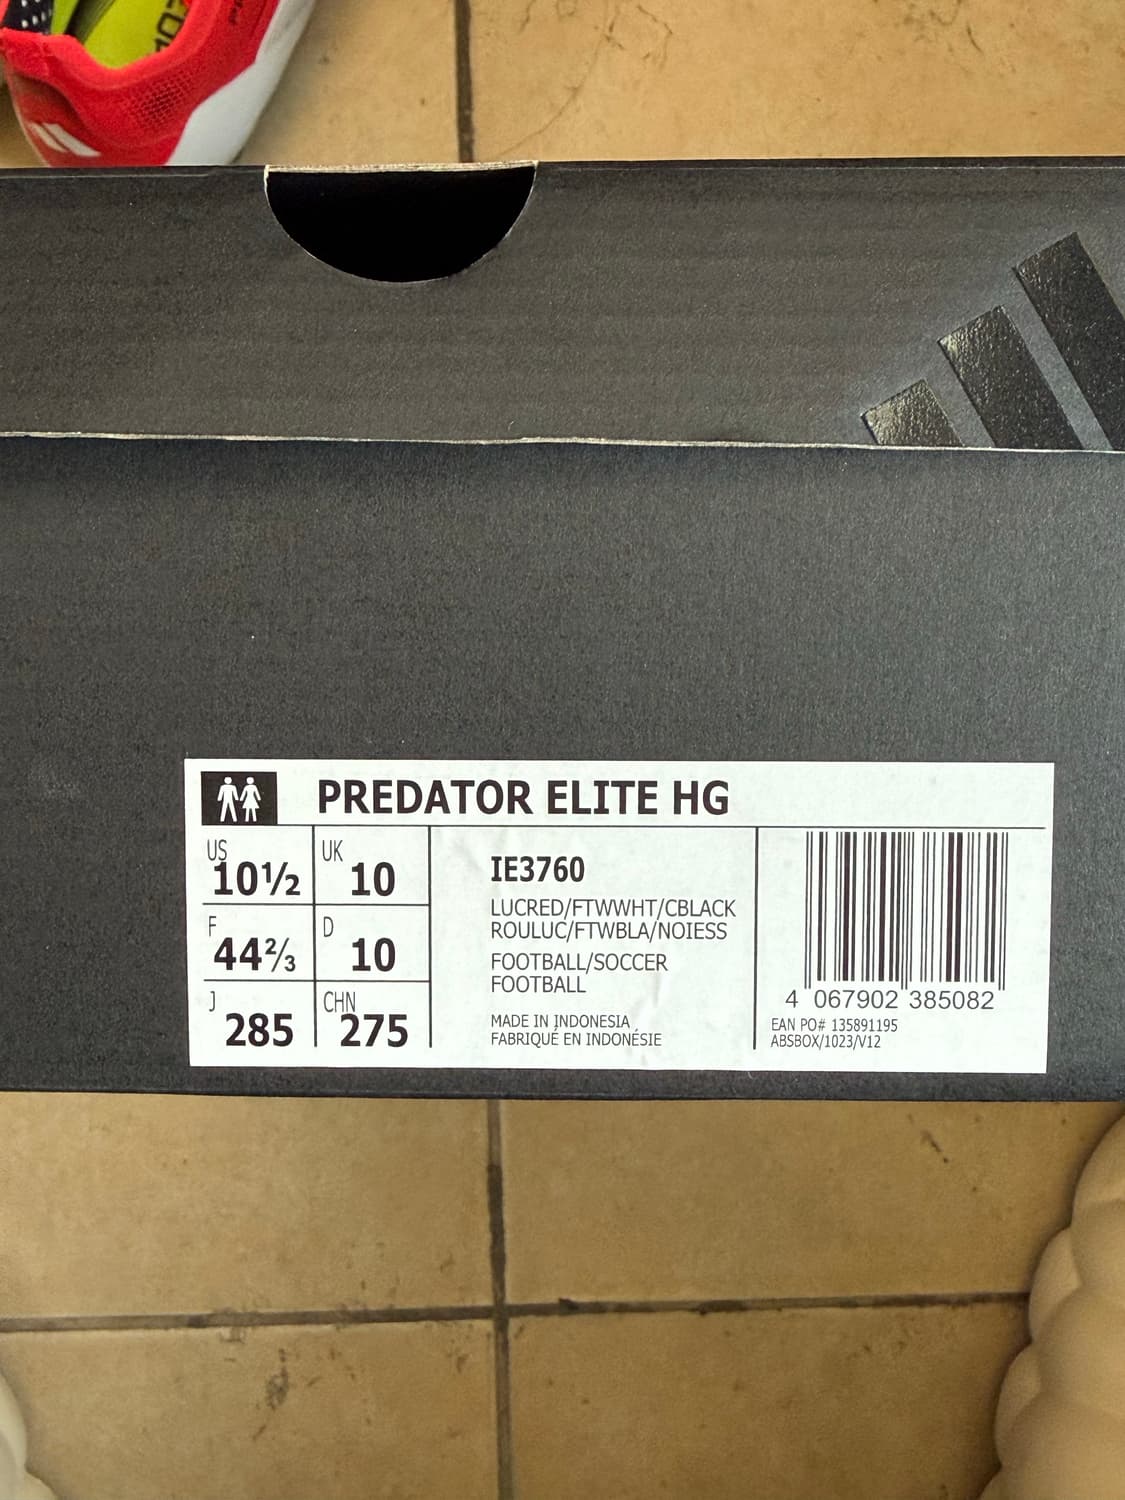 PREDATOR ELITE HG
US
10½
UK
10
F
44⅔
D
10
J
285
CHN
275
IE3760
LUCRED/FTWWHT/CBLACK
ROULUC/FTWBLA/NOIESS
FOOTBALL/SOCCER
FOOTBALL
MADE IN INDONESIA
FABRIQUÉ EN INDONÉSIE
4 067902 385082
EAN PO# 135891195
ABSBOX/1023/V12